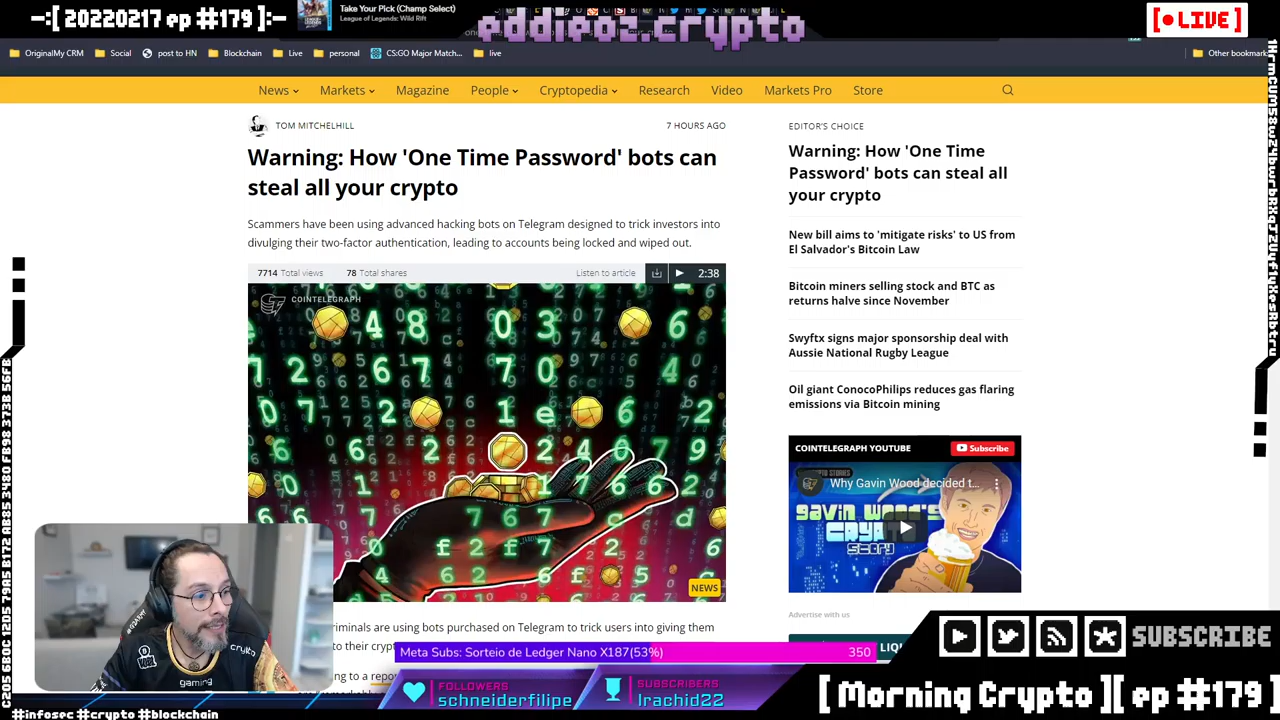 [ 20220217 ep #179 ]
Take Your Pick (Champ Select)
League of Legends: Wild Rift
eddieoz.crypto
[ LIVE ]
OriginalMy CRM
Social
post to HN
Blockchain
Live
personal
CS:GO Major Match...
live
Other bookmark
News
Markets
Magazine
People
Cryptopedia
Research
Video
Markets Pro
Store
TOM MITCHELHILL
7 HOURS AGO
Warning: How 'One Time Password' bots can
steal all your crypto
Scammers have been using advanced hacking bots on Telegram designed to trick investors into
divulging their two-factor authentication, leading to accounts being locked and wiped out.
7714 Total views
78 Total shares
Listen to article
2:38
COINTELEGRAPH
NEWS
riminals are using bots purchased on Telegram to trick users into giving them
to their cryp
EDITOR'S CHOICE
Warning: How 'One Time
Password' bots can steal all
your crypto
New bill aims to 'mitigate risks' to US from
El Salvador's Bitcoin Law
Bitcoin miners selling stock and BTC as
returns halve since November
Swyftx signs major sponsorship deal with
Aussie National Rugby League
Oil giant ConocoPhilips reduces gas flaring
emissions via Bitcoin mining
COINTELEGRAPH YOUTUBE
Subscribe
Why Gavin Wood decided t...
GAVIN WOOD'S
STORY
Advertise with us
Meta Subs: Sorteio de Ledger Nano X
187(53%)
350
FOLLOWERS
schneiderfilipe
SUBSCRIBERS
lrachid22
SUBSCRIBE
[ Morning Crypto ][ ep #179 ]
#infosec #crypto #blockchain